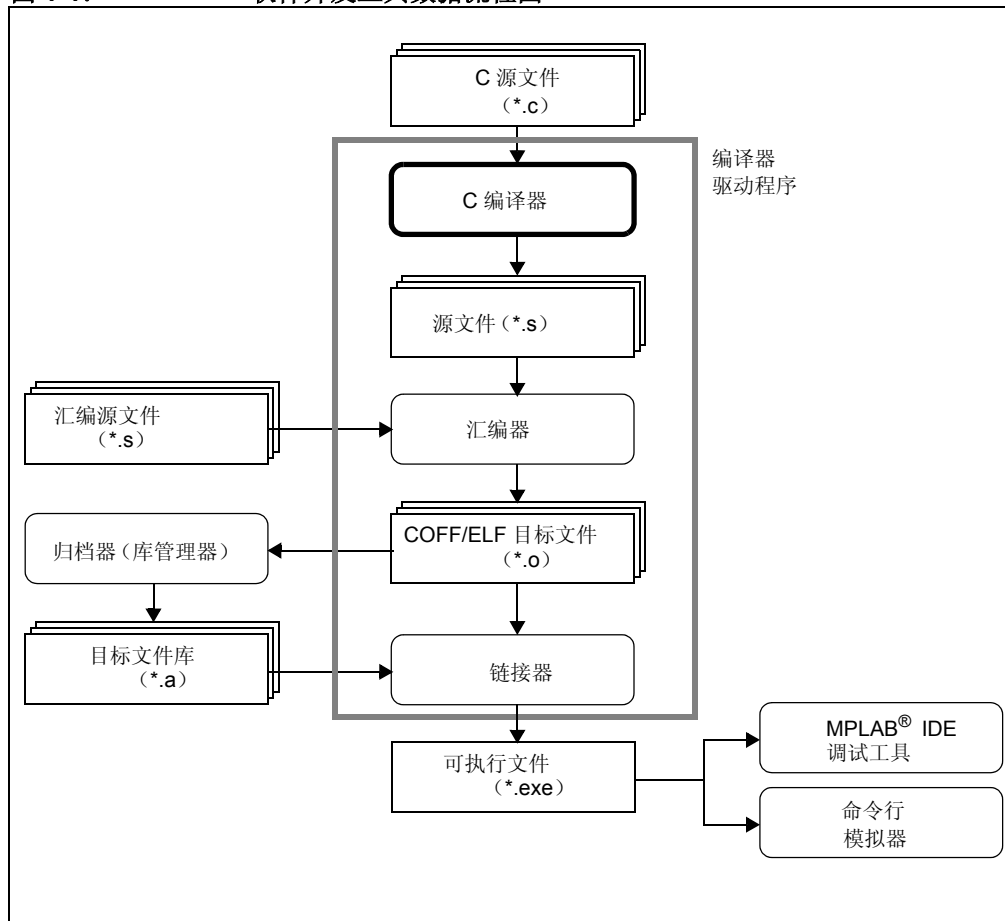 C 源文件
（*.c）
编译器
驱动程序
C 编译器
源文件（*.s）
汇编源文件
（*.s）
汇编器
归档器（库管理器）
COFF/ELF 目标文件
（*.o）
目标文件库
（*.a）
链接器
可执行文件
（*.exe）
MPLAB® IDE
调试工具
命令行
模拟器